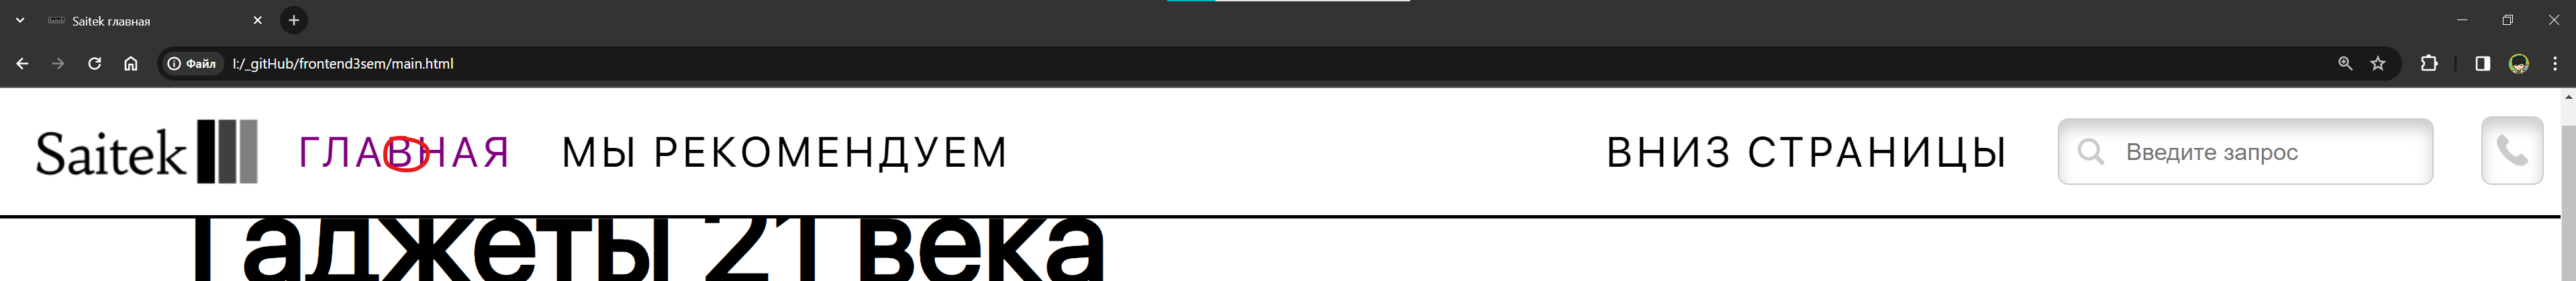 Saitek главная
Файл I:/_gitHub/frontend3sem/main.html
Saitek ГЛАВНАЯ МЫ РЕКОМЕНДУЕМ ВНИЗ СТРАНИЦЫ Введите запрос
Гаджеты 21 века